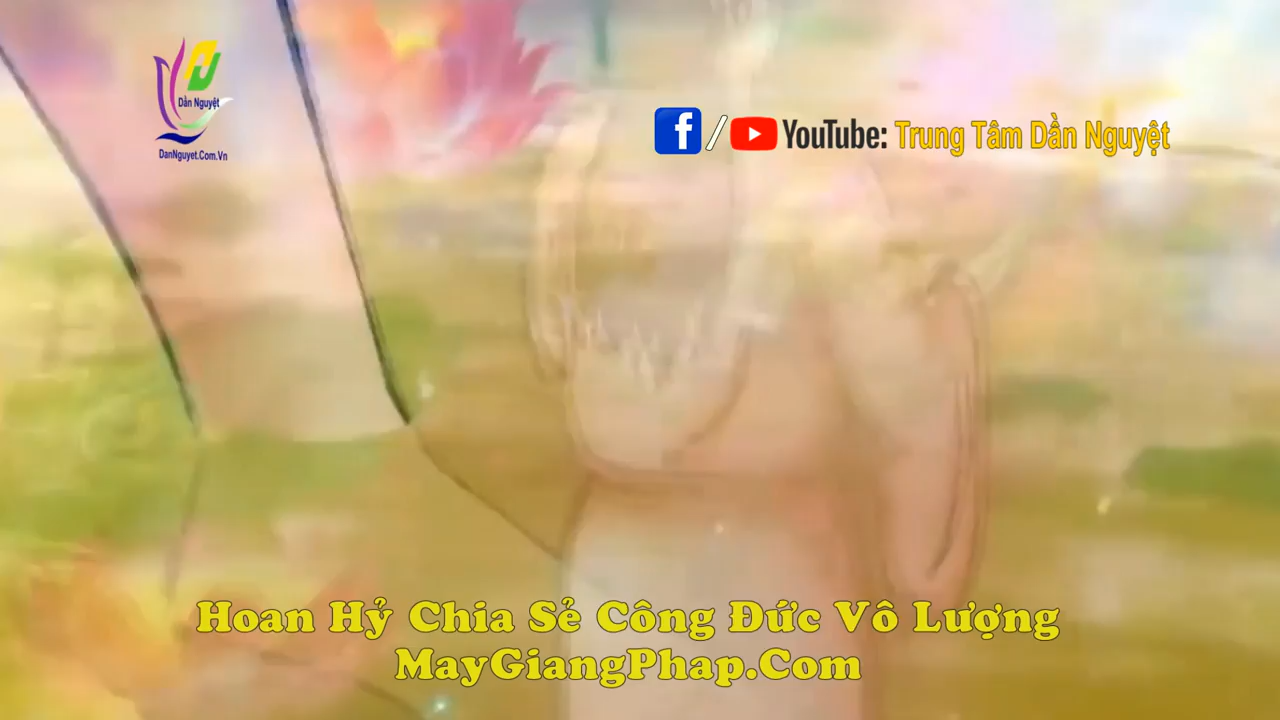 Dần Nguyệt
DanNguyet.Com.Vn
f / YouTube: Trung Tâm Dần Nguyệt
Hoan Hỷ Chia Sẻ Công Đức Vô Lượng
MayGiangPhap.Com